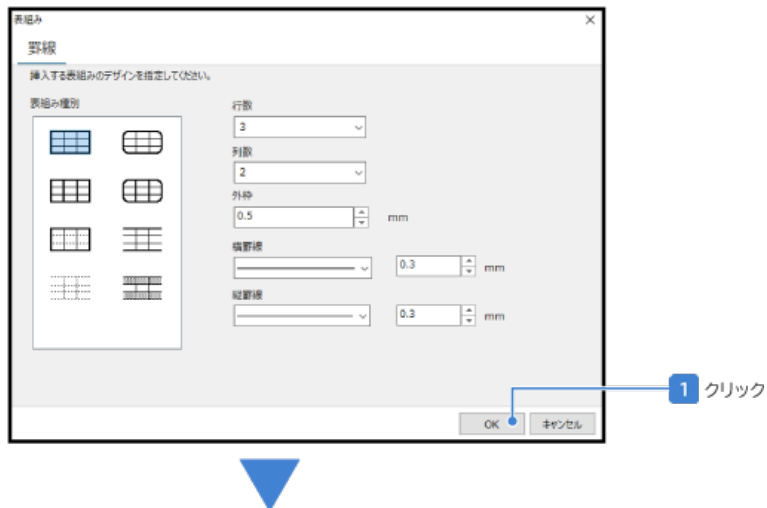 表組み
罫線
挿入する表組みのデザインを指定してください。
表組み種別
行数
3
列数
2
外枠
0.5 mm
横罫線
0.3 mm
縦罫線
0.3 mm
1 クリック
OK キャンセル